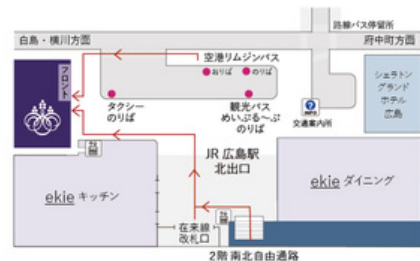 路線バス停留所
白島・横川方面
府中町方面
空港リムジンバス
おりば
のりば
フロント
シェラトン
グランド
ホテル
広島
タクシー
のりば
観光バス
めいぷる～ぷ
のりば
?
INFO
交通案内所
JR 広島駅
北出口
ekie キッチン
ekie ダイニング
在来線
改札口
2階 南北自由通路